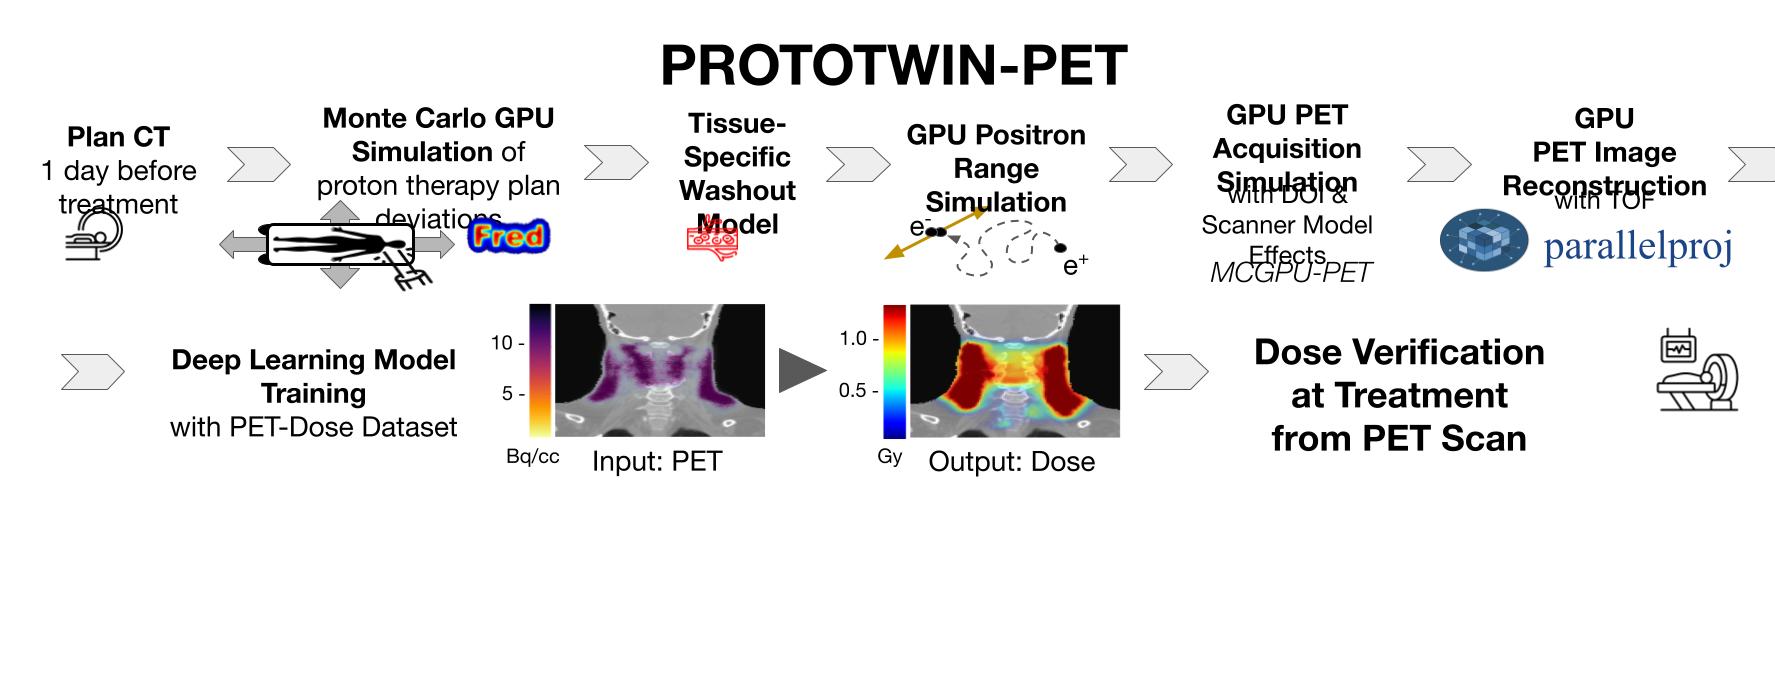 PROTOTWIN-PET
Plan CT
1 day before
treatment
Monte Carlo GPU
Simulation of
proton therapy plan
deviations
Fred
Tissue-
Specific
Washout
Model
GPU Positron
Range
Simulation
e-
e+
GPU PET
Acquisition
Simulation
with DOI &
Scanner Model
Effects
MCGPU-PET
GPU
PET Image
Reconstruction
with TOF
parallelproj
Deep Learning Model
Training
with PET-Dose Dataset
10 -
5 -
Bq/cc
Input: PET
1.0 -
0.5 -
Gy
Output: Dose
Dose Verification
at Treatment
from PET Scan